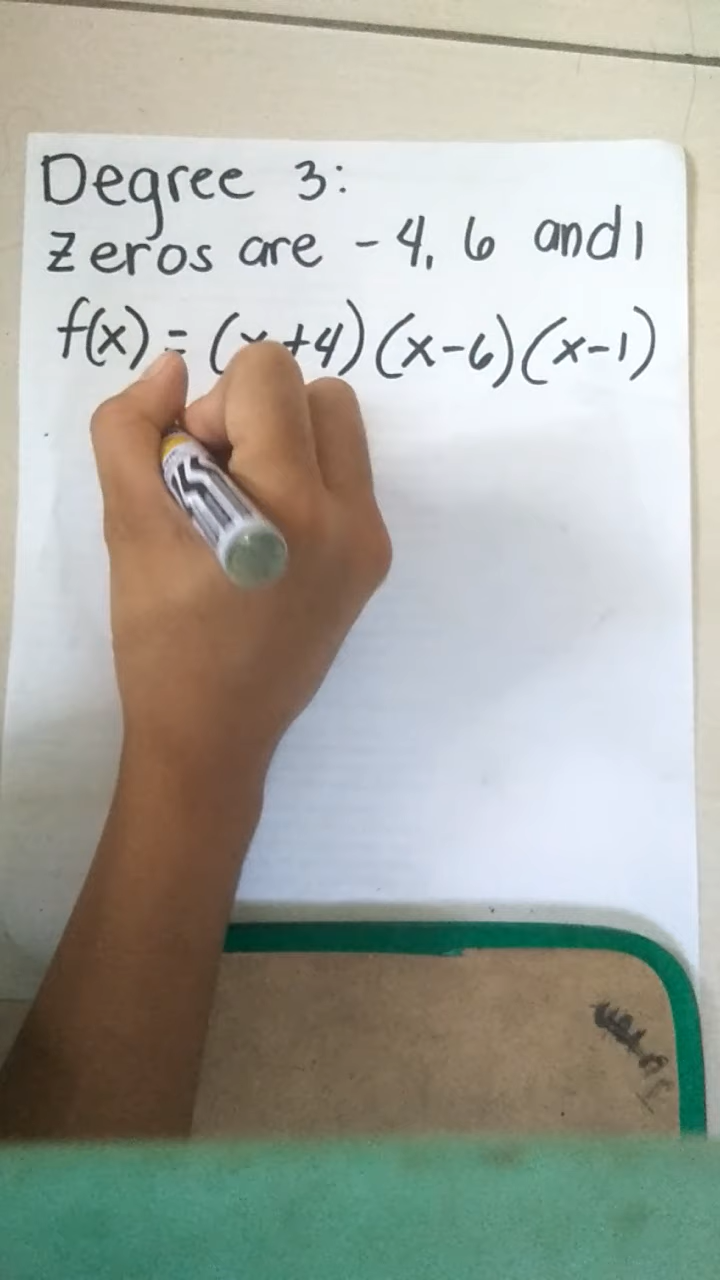 Degree 3:
Zeros are -4, 6 and 1
f(x) = (x+4)(x-6)(x-1)